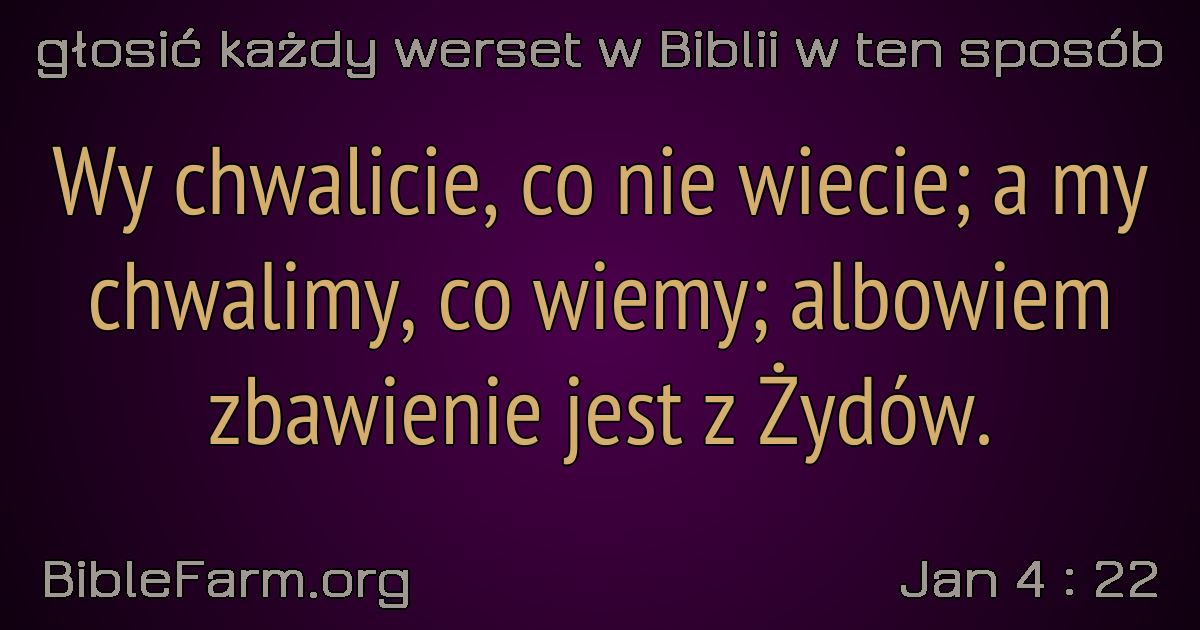 głosić każdy werset w Biblii w ten sposób
Wy chwalicie, co nie wiecie; a my
chwalimy, co wiemy; albowiem
zbawienie jest z Żydów.
BibleFarm.org
Jan 4 : 22